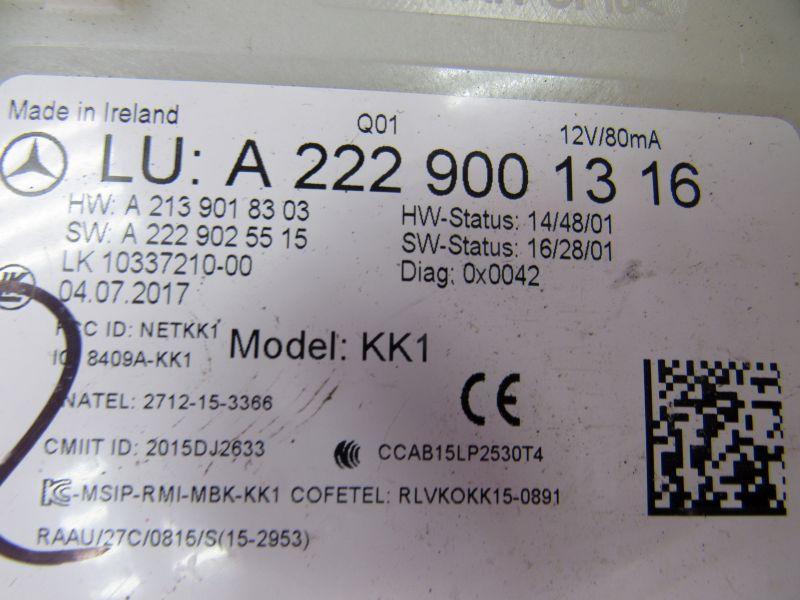 Made in Ireland
Q01
12V/80mA
LU: A 222 900 13 16
HW: A 213 901 83 03
HW-Status: 14/48/01
SW: A 222 902 55 15
SW-Status: 16/28/01
LK 10337210-00
Diag: 0x0042
04.07.2017
FCC ID: NETKK1
Model: KK1
IC: 8409A-KK1
ANATEL: 2712-15-3366
CE
CMIIT ID: 2015DJ2633
CCAB15LP2530T4
-MSIP-RMI-MBK-KK1 COFETEL: RLVKOKK15-0891
RAAU/27C/0815/S(15-2953)